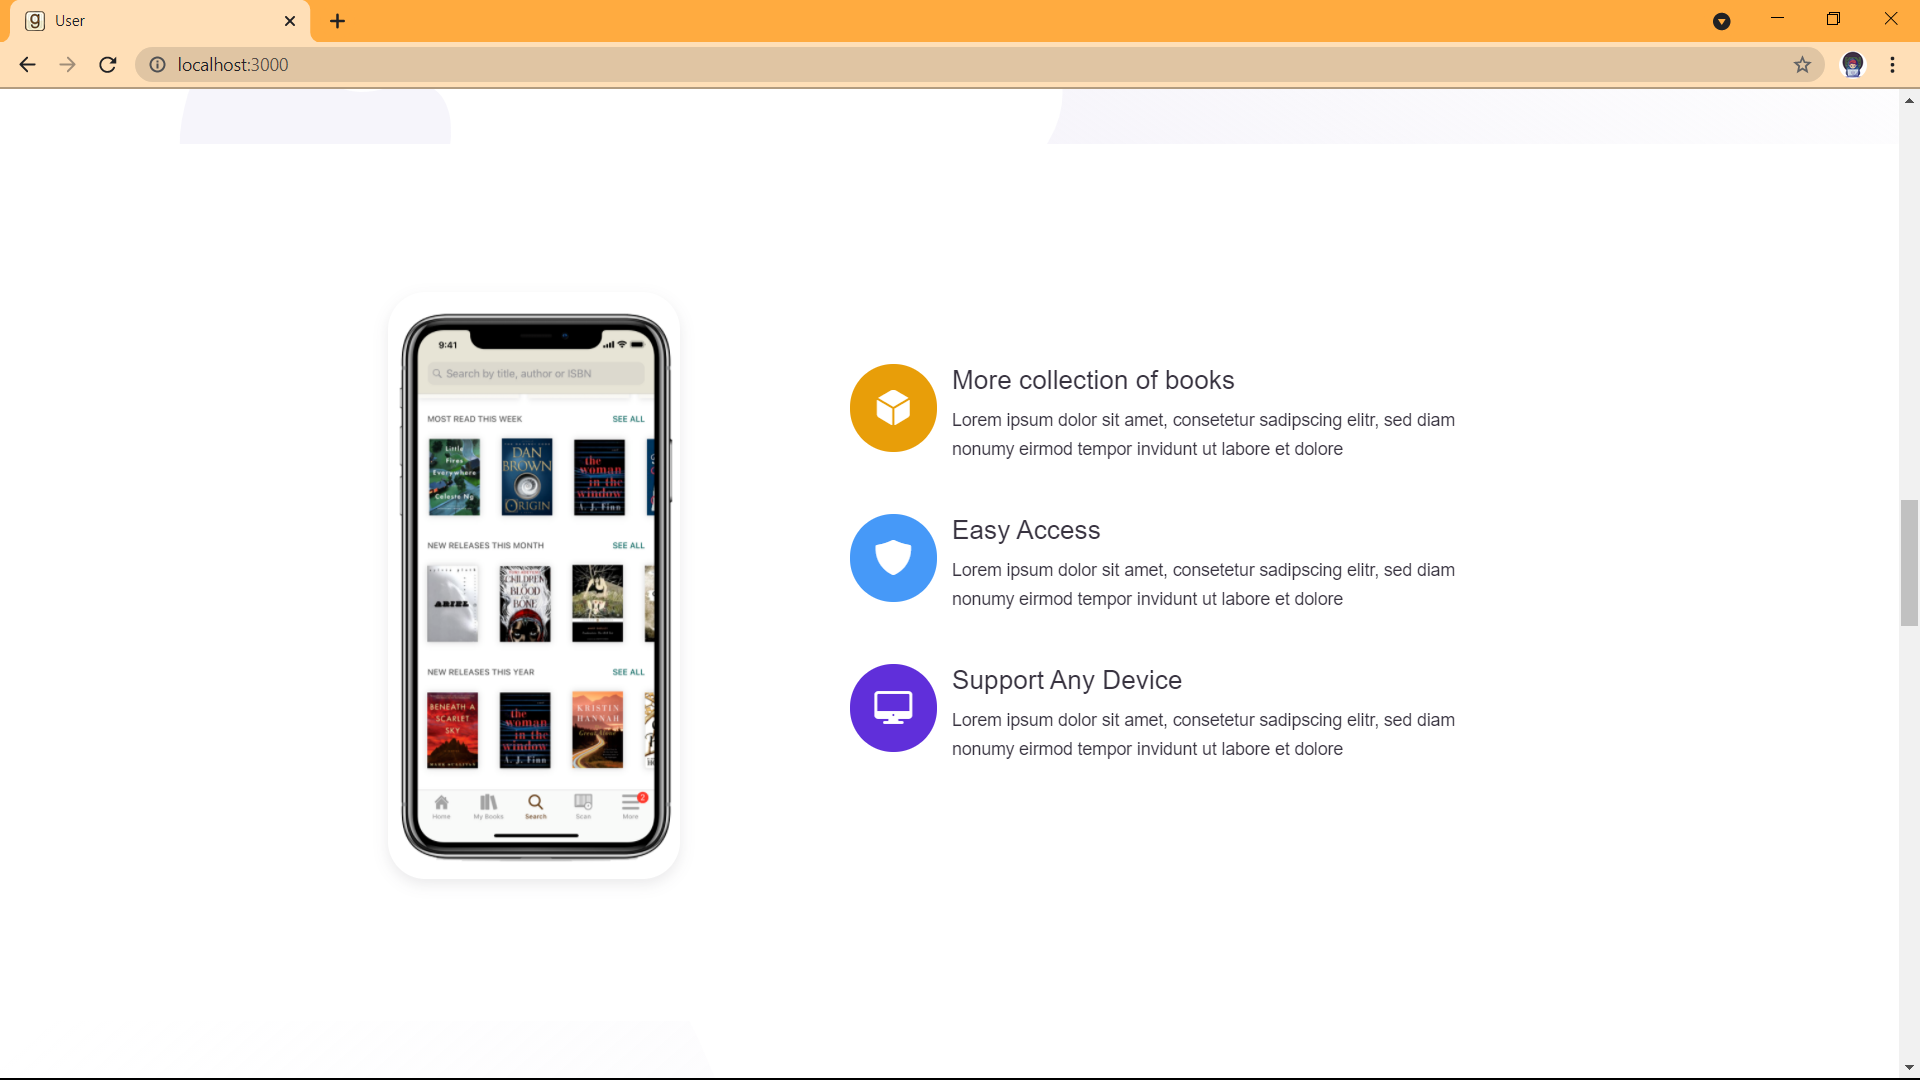 User
localhost:3000
9:41
Search by title, author or ISBN
MOST READ THIS WEEK
SEE ALL
Little
Fires
Everywhere
Celeste Ng
DAN
BROWN
ORIGIN
the
woman
in the
window
A. J. Finn
NEW RELEASES THIS MONTH
SEE ALL
ARIEL
CHILDREN
OF
BLOOD
AND
BONE
NEW RELEASES THIS YEAR
SEE ALL
BENEATH A
SCARLET
SKY
the
woman
in the
window
A. J. Finn
KRISTIN
HANNAH
Home
My Books
Search
Scan
More
2
More collection of books
Lorem ipsum dolor sit amet, consetetur sadipscing elitr, sed diam
nonumy eirmod tempor invidunt ut labore et dolore
Easy Access
Lorem ipsum dolor sit amet, consetetur sadipscing elitr, sed diam
nonumy eirmod tempor invidunt ut labore et dolore
Support Any Device
Lorem ipsum dolor sit amet, consetetur sadipscing elitr, sed diam
nonumy eirmod tempor invidunt ut labore et dolore